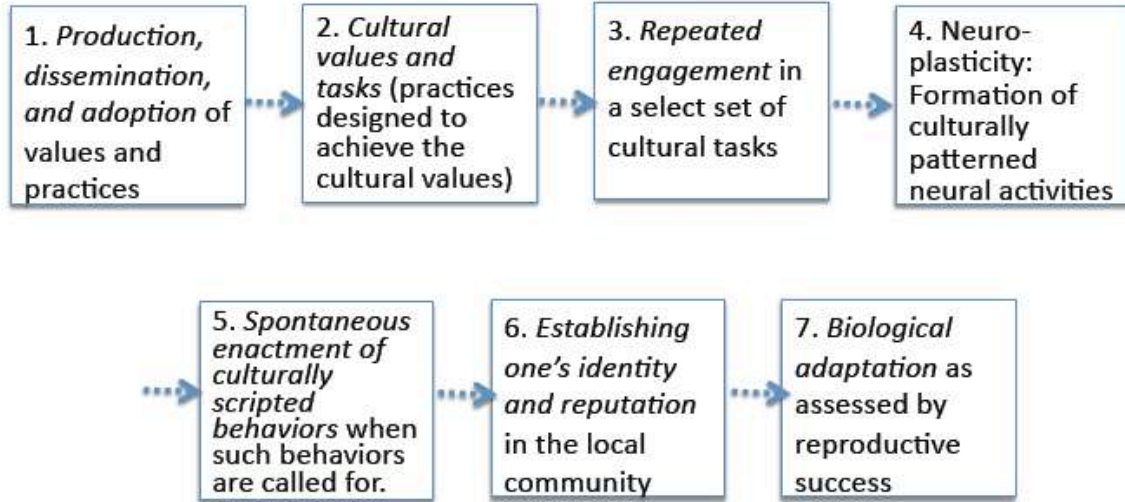 1. Production,
dissemination,
and adoption of
values and
practices
2. Cultural
values and
tasks (practices
designed to
achieve the
cultural values)
3. Repeated
engagement in
a select set of
cultural tasks
4. Neuro-
plasticity:
Formation of
culturally
patterned
neural activities
5. Spontaneous
enactment of
culturally
scripted
behaviors when
such behaviors
are called for.
6. Establishing
one's identity
and reputation
in the local
community
7. Biological
adaptation as
assessed by
reproductive
success